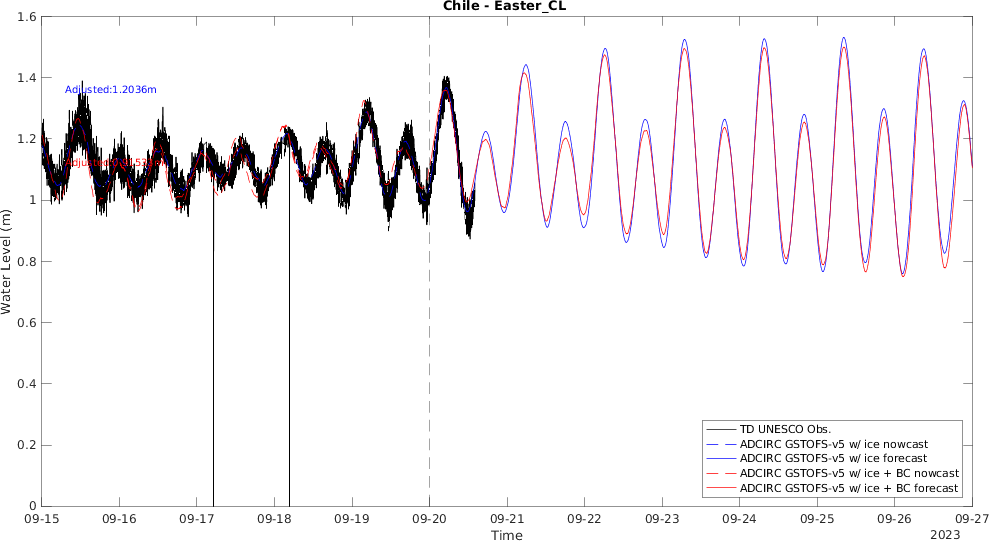 Chile - Easter_CL
1.6
1.4
1.2
1
0.8
0.6
0.4
0.2
0
Water Level (m)
Adjusted:1.2036m
Adjusted:
09-15
09-16
09-17
09-18
09-19
09-20
09-21
09-22
09-23
09-24
09-25
09-26
09-27
Time
2023
TD UNESCO Obs.
ADCIRC GSTOFS-v5 w/ ice nowcast
ADCIRC GSTOFS-v5 w/ ice forecast
ADCIRC GSTOFS-v5 w/ ice + BC nowcast
ADCIRC GSTOFS-v5 w/ ice + BC forecast